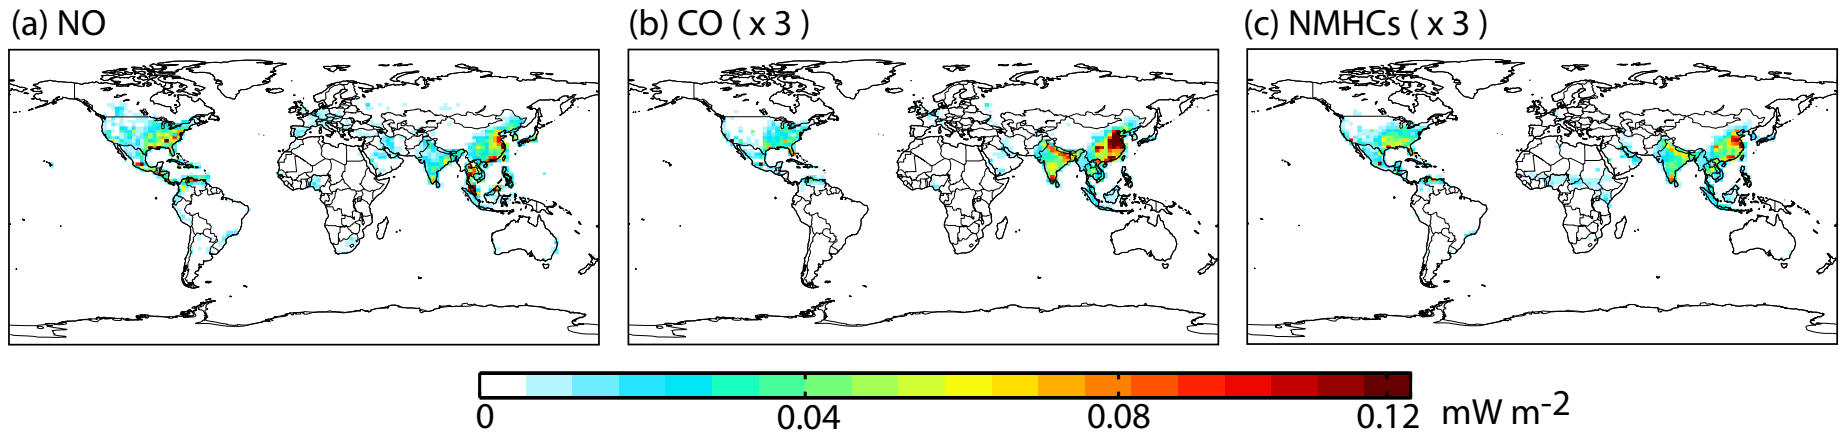 (a) NO
(b) CO ( x 3 )
(c) NMHCs ( x 3 )
0 0.04 0.08 0.12 mW m-2